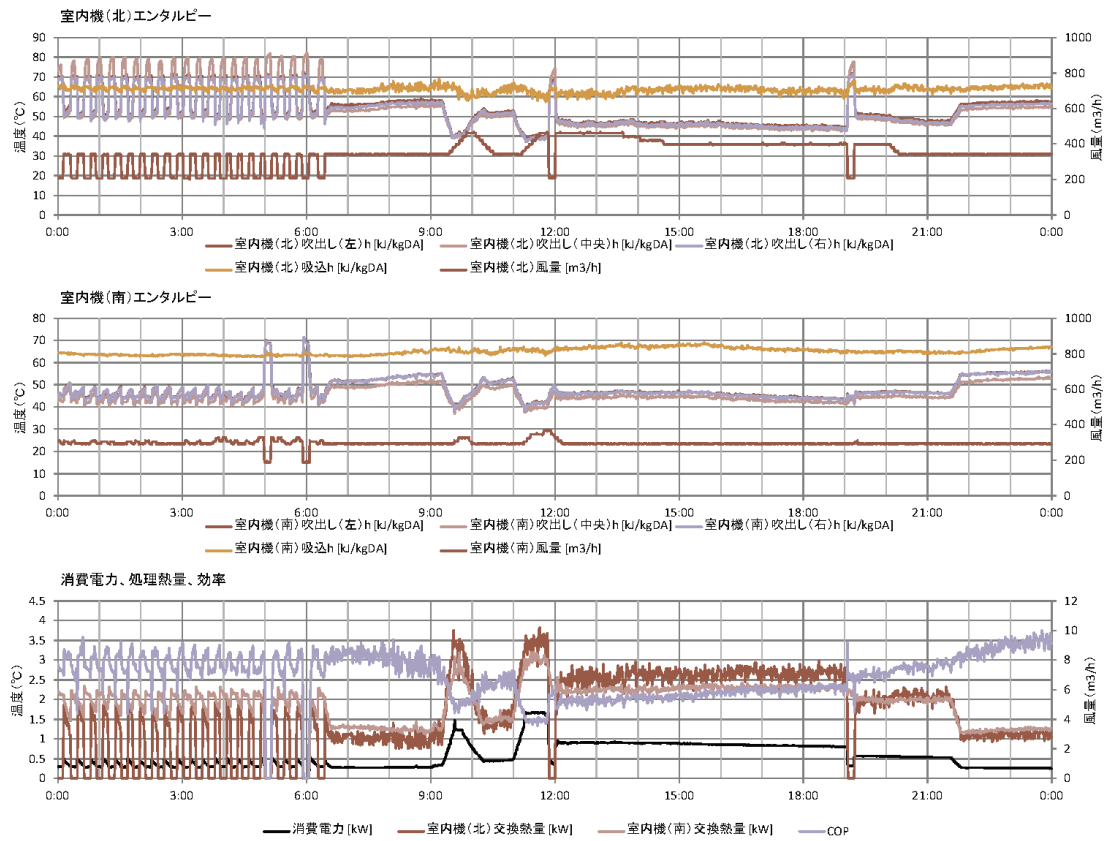 室内機(北)エンタルピー
90
80
70
60
50
40
30
20
10
0
温度(℃)
1000
800
600
400
200
0
風量(m3/h)
0:00 3:00 6:00 9:00 12:00 15:00 18:00 21:00 0:00
室内機(北)吹出し(左)h [kJ/kgDA] 室内機(北)吹出し(中央)h [kJ/kgDA] 室内機(北)吹出し(右)h [kJ/kgDA]
室内機(北)吸込h [kJ/kgDA] 室内機(北)風量 [m3/h]
室内機(南)エンタルピー
80
70
60
50
40
30
20
10
0
温度(℃)
1000
800
600
400
200
0
風量(m3/h)
0:00 3:00 6:00 9:00 12:00 15:00 18:00 21:00 0:00
室内機(南)吹出し(左)h [kJ/kgDA] 室内機(南)吹出し(中央)h [kJ/kgDA] 室内機(南)吹出し(右)h [kJ/kgDA]
室内機(南)吸込h [kJ/kgDA] 室内機(南)風量 [m3/h]
消費電力、処理熱量、効率
4.5
4
3.5
3
2.5
2
1.5
1
0.5
0
温度(℃)
12
10
8
6
4
2
0
風量(m3/h)
0:00 3:00 6:00 9:00 12:00 15:00 18:00 21:00 0:00
消費電力 [kW] 室内機(北)交換熱量 [kW] 室内機(南)交換熱量 [kW] COP